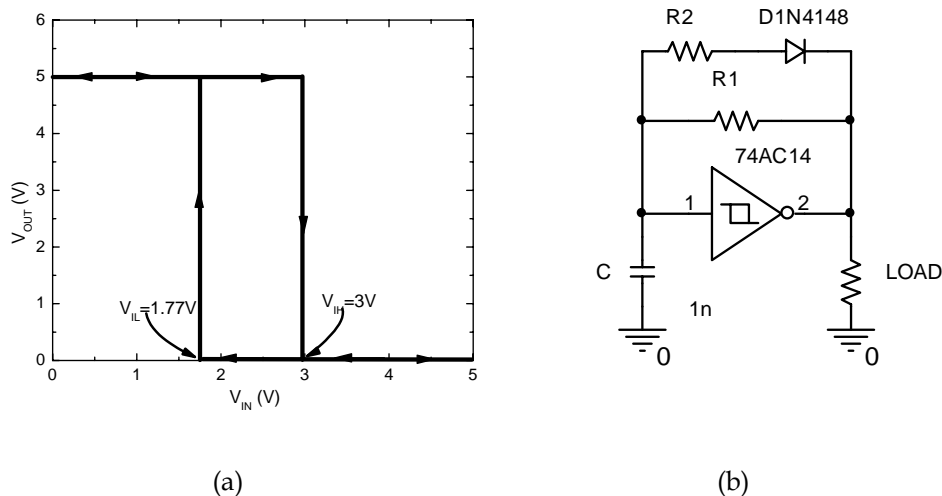 6
5
4
3
2
1
0
V_OUT (V)
V_IL=1.77V
V_IH=3V
0 1 2 3 4 5
V_IN (V)
(a)
R2
D1N4148
R1
74AC14
1
2
C
1n
LOAD
0
0
(b)